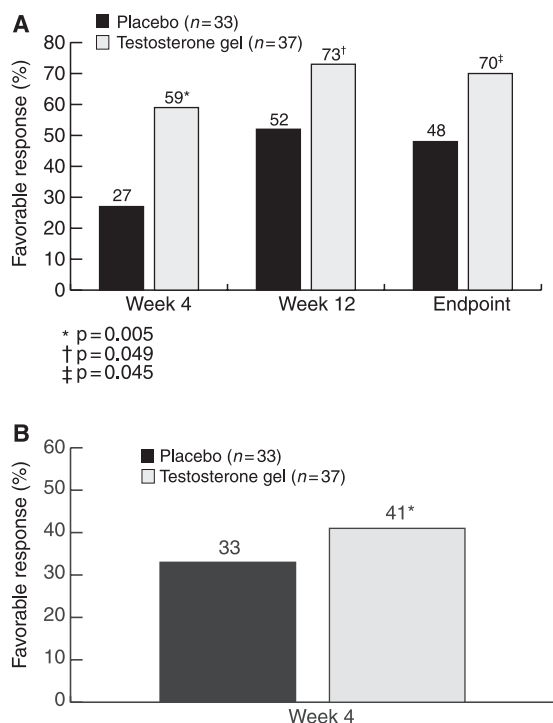 A
Placebo (n=33)
Testosterone gel (n=37)
Favorable response (%)
80
70
60
50
40
30
20
10
0
27
59*
52
73†
48
70‡
Week 4
Week 12
Endpoint
* p=0.005
† p=0.049
‡ p=0.045
B
Placebo (n=33)
Testosterone gel (n=37)
Favorable response (%)
60
50
40
30
20
10
0
33
41*
Week 4